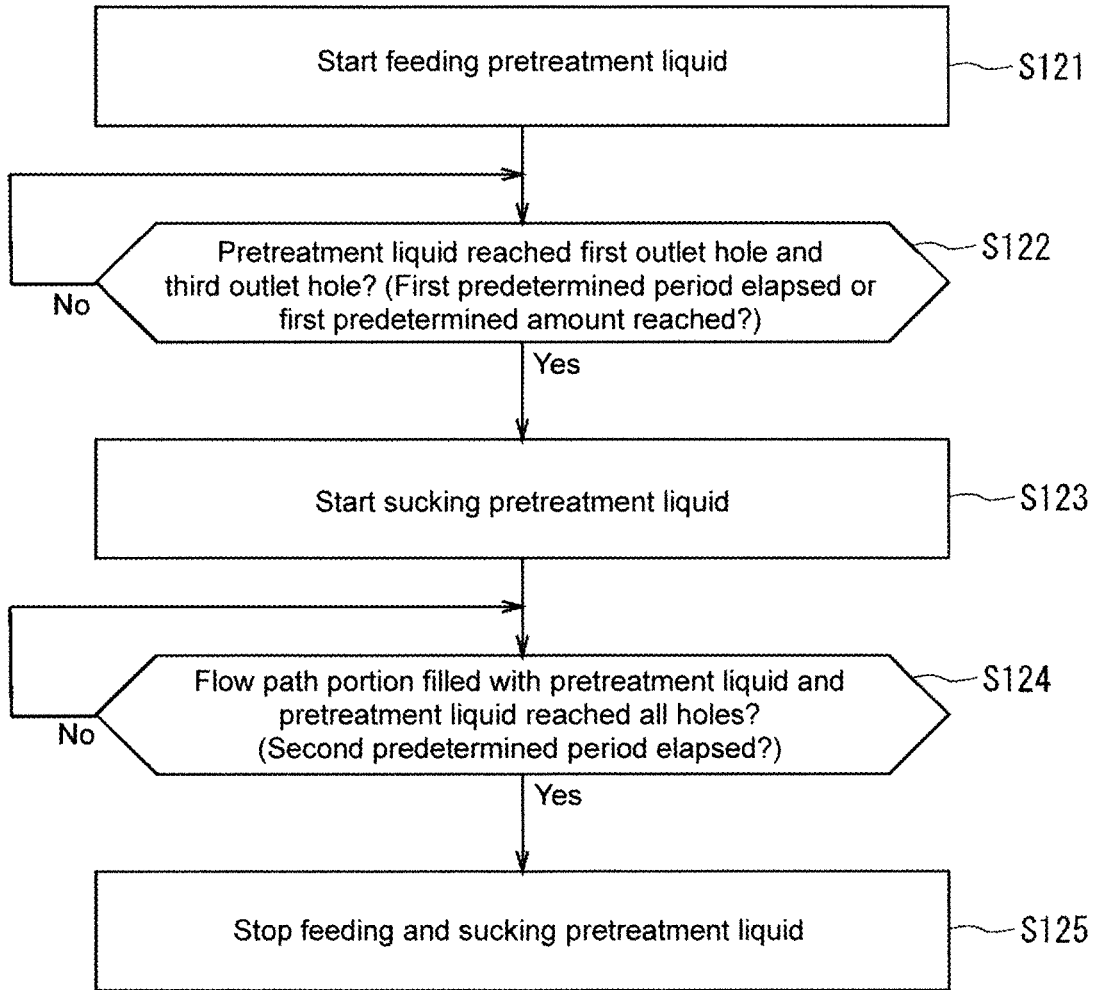 Start feeding pretreatment liquid
S121
Pretreatment liquid reached first outlet hole and
third outlet hole? (First predetermined period elapsed or
first predetermined amount reached?)
S122
No
Yes
Start sucking pretreatment liquid
S123
Flow path portion filled with pretreatment liquid and
pretreatment liquid reached all holes?
(Second predetermined period elapsed?)
S124
No
Yes
Stop feeding and sucking pretreatment liquid
S125